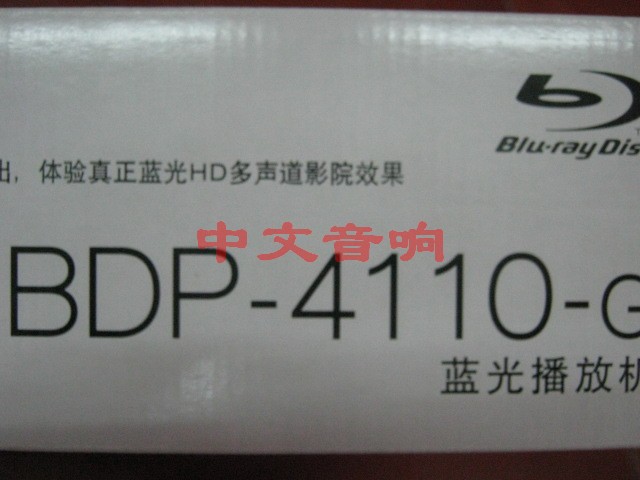 Blu-ray Disc
出，体验真正蓝光HD多声道影院效果
中文音响
BDP-4110-G
蓝光播放机